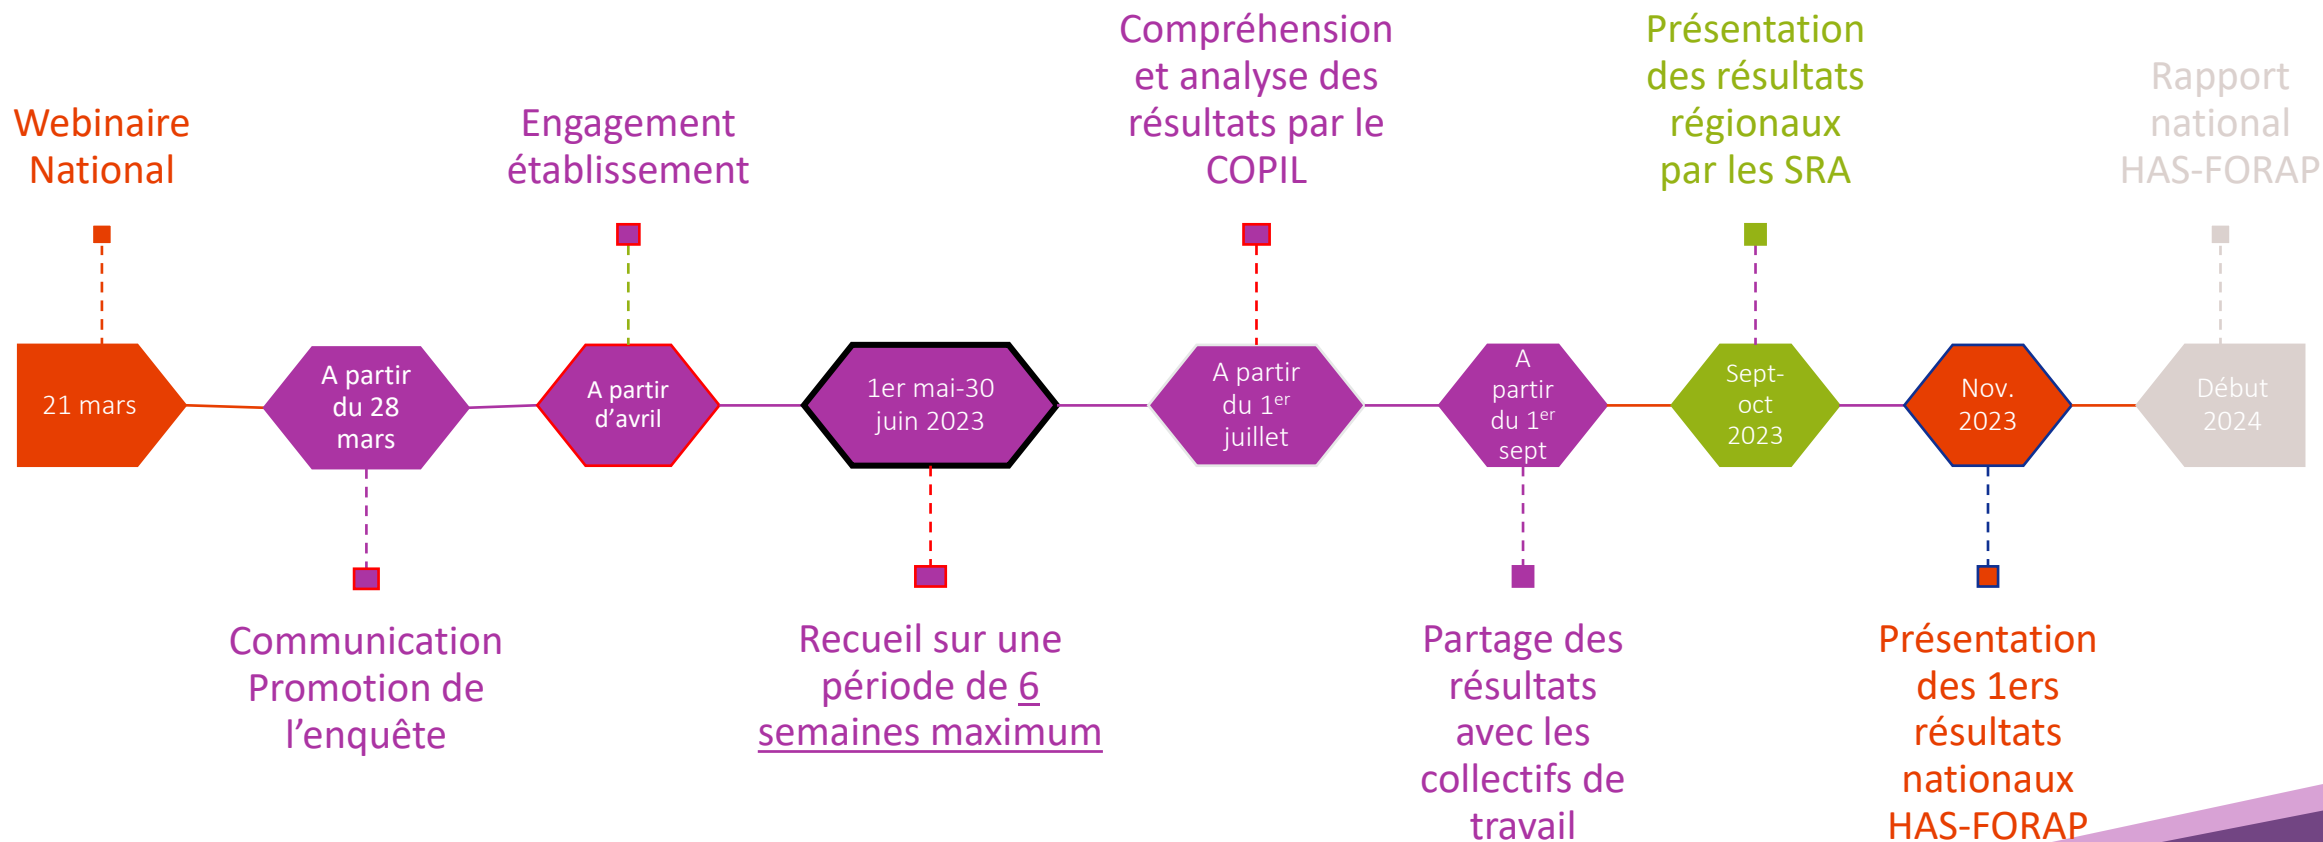 Webinaire
National
Engagement
établissement
Compréhension
et analyse des
résultats par le
COPIL
Présentation
des résultats
régionaux
par les SRA
Rapport
national
HAS-FORAP
21 mars
A partir
du 28
mars
A partir
d’avril
1er mai-30
juin 2023
A partir
du 1er
juillet
A
partir
du 1er
sept
Sept-
oct
2023
Nov.
2023
Début
2024
Communication
Promotion de
l’enquête
Recueil sur une
période de 6
semaines maximum
Partage des
résultats
avec les
collectifs de
travail
Présentation
des 1ers
résultats
nationaux
HAS-FORAP